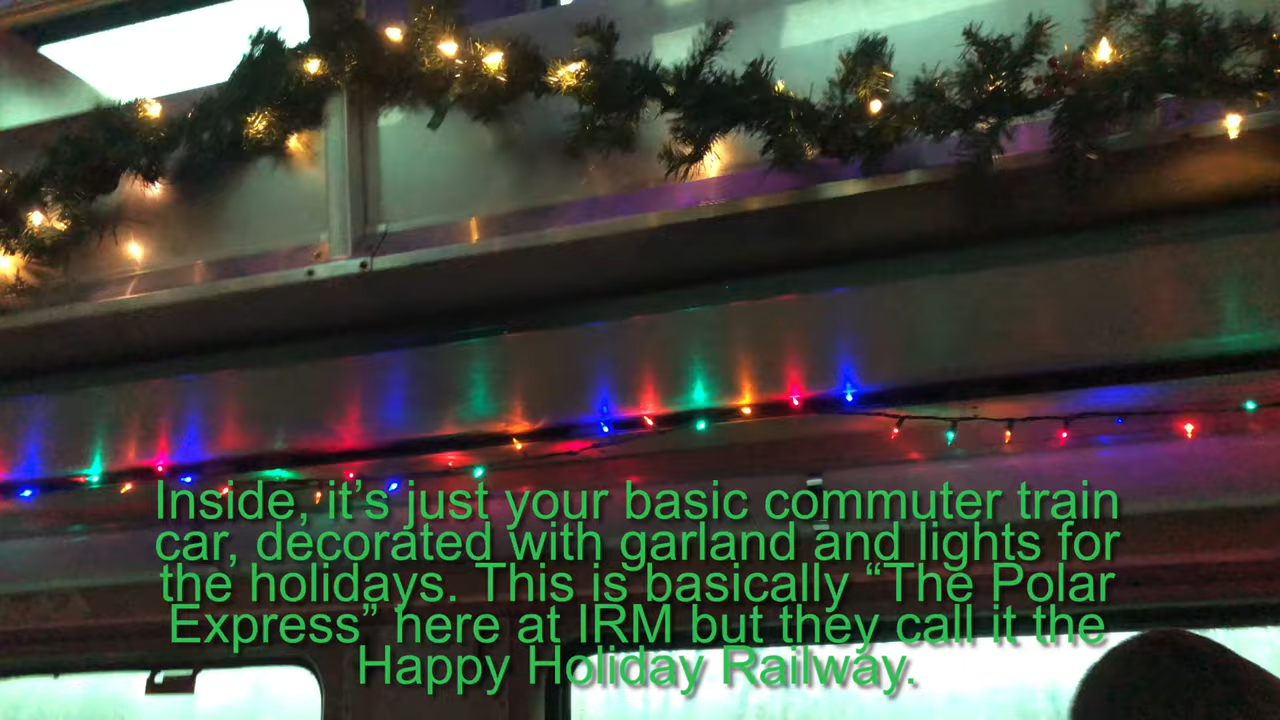 Inside, it’s just your basic commuter train
car, decorated with garland and lights for
the holidays. This is basically “The Polar
Express” here at IRM but they call it the
Happy Holiday Railway.